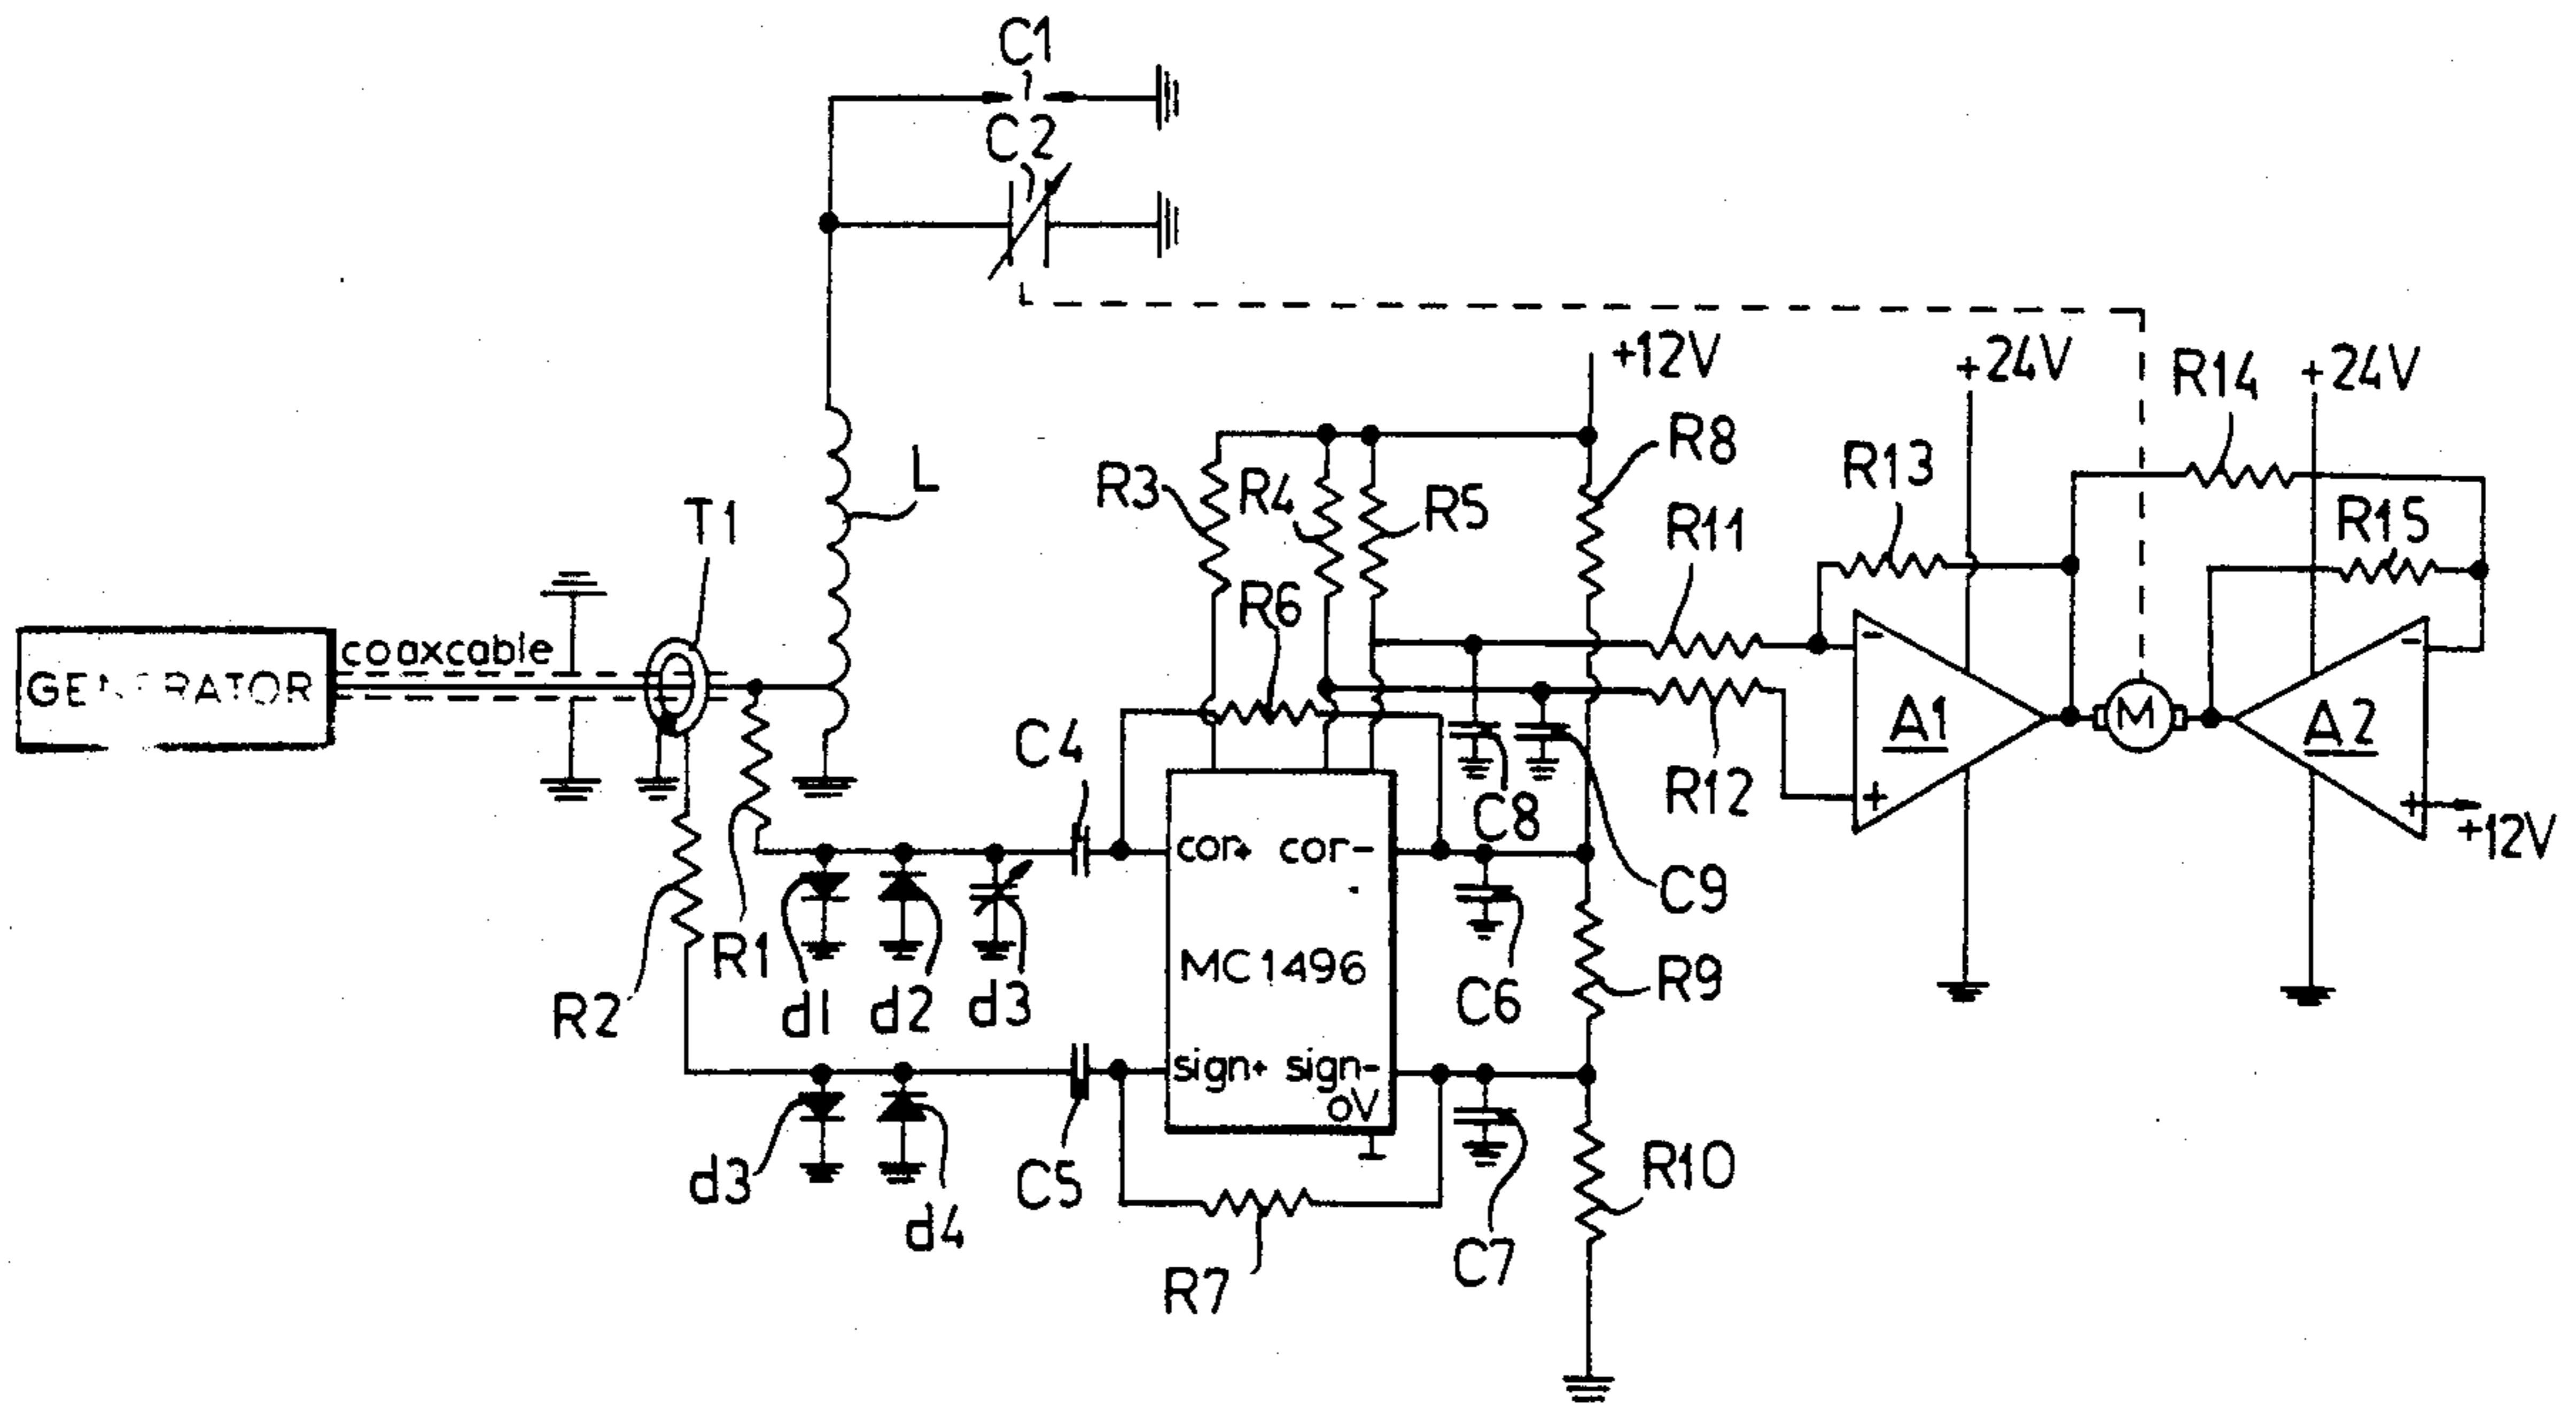 C1
C2
+12V
+24V
R14
+24V
R8
R13
L
R3
R4
R5
R11
R15
T1
R6
coaxcable
GENERATOR
-
-
A1
M
A2
C4
R12
+
+
+12V
C8
cor+ cor-
C9
R1
MC1496
R9
R2
d1
d2
d3
C6
sign+ sign-
0V
d3
C5
R10
d4
C7
R7